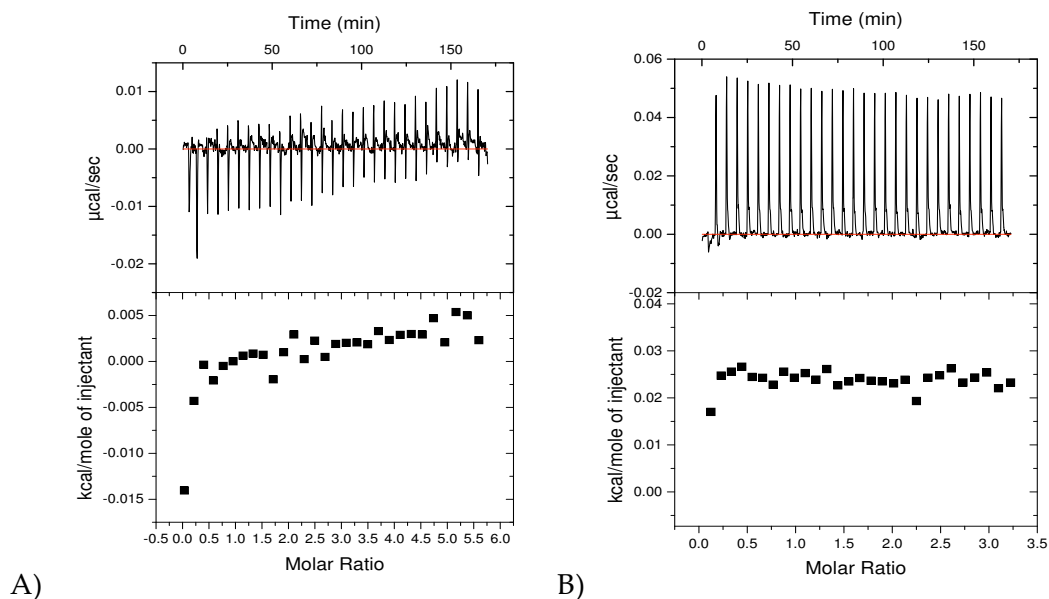 Time (min)
0 50 100 150
0.01
0.00
-0.01
-0.02
µcal/sec
0.005
0.000
-0.005
-0.010
-0.015
kcal/mole of injectant
-0.5 0.0 0.5 1.0 1.5 2.0 2.5 3.0 3.5 4.0 4.5 5.0 5.5 6.0
Molar Ratio
A)
Time (min)
0 50 100 150
0.06
0.04
0.02
0.00
-0.02
µcal/sec
0.04
0.03
0.02
0.01
0.00
kcal/mole of injectant
0.0 0.5 1.0 1.5 2.0 2.5 3.0 3.5
Molar Ratio
B)